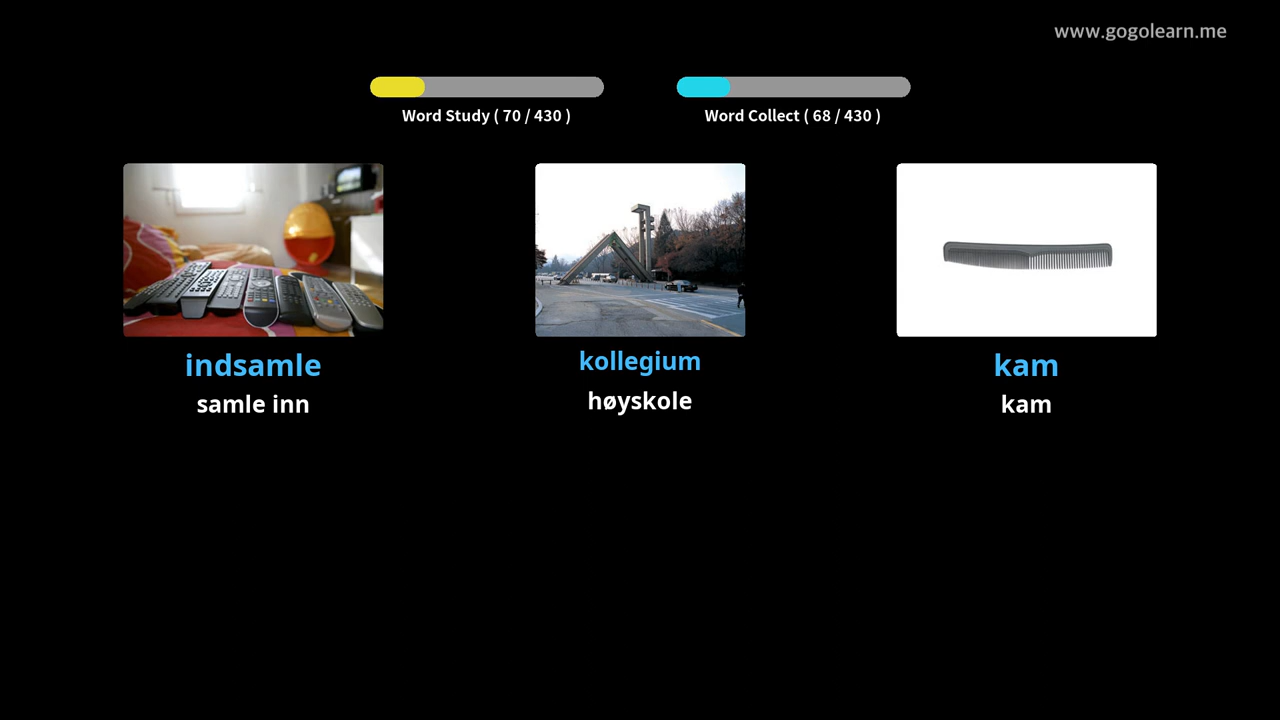 www.gogolearn.me
Word Study ( 70 / 430 )
Word Collect ( 68 / 430 )
indsamle
samle inn
kollegium
høyskole
kam
kam